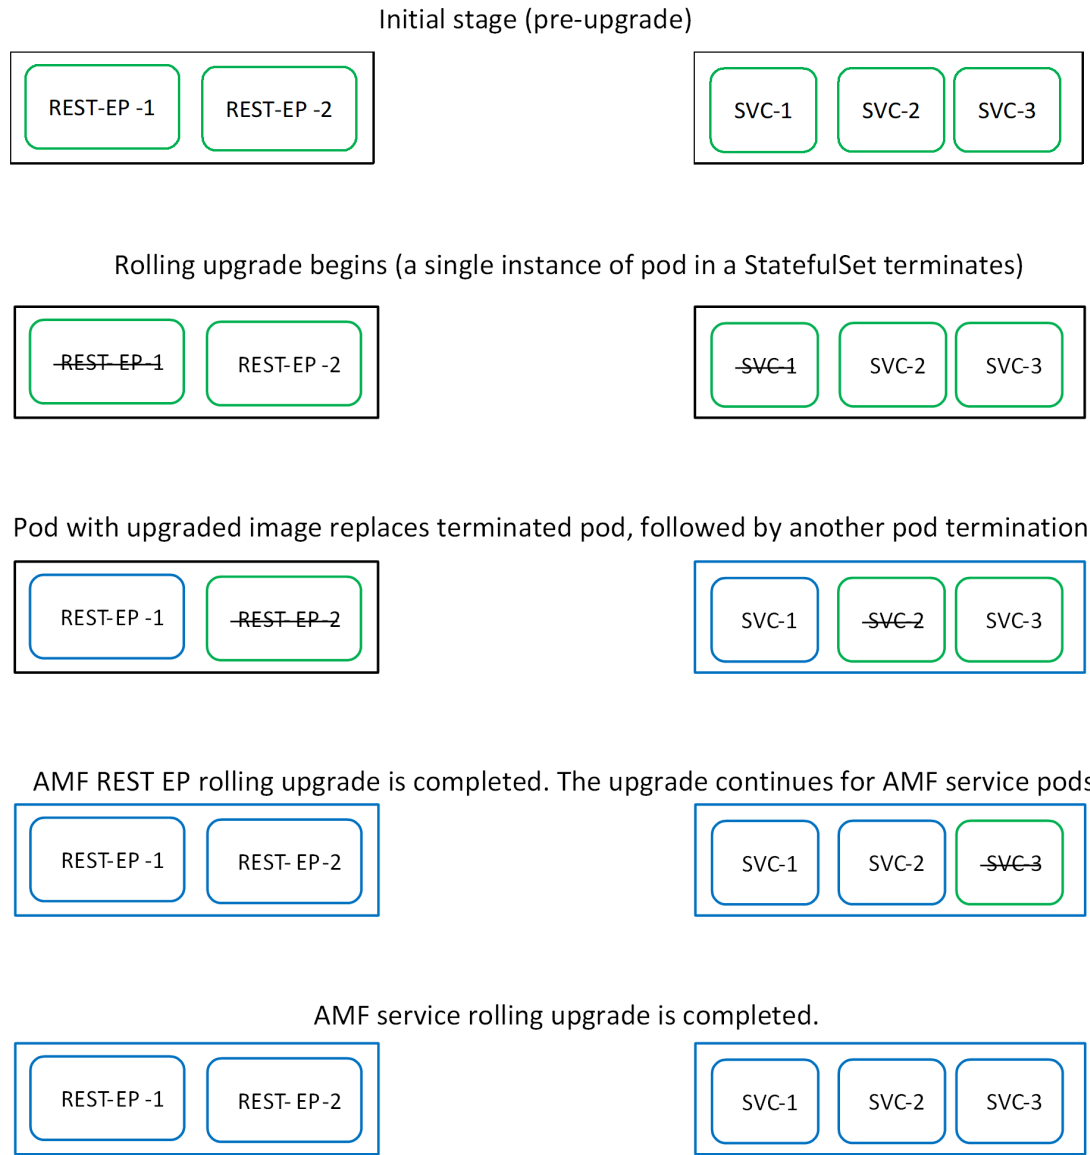 Initial stage (pre-upgrade)
REST-EP -1 REST-EP -2 SVC-1 SVC-2 SVC-3
Rolling upgrade begins (a single instance of pod in a StatefulSet terminates)
REST- EP-1 REST-EP -2 SVC-1 SVC-2 SVC-3
Pod with upgraded image replaces terminated pod, followed by another pod termination
REST-EP -1 REST- EP-2 SVC-1 SVC-2 SVC-3
AMF REST EP rolling upgrade is completed. The upgrade continues for AMF service pods
REST-EP -1 REST- EP-2 SVC-1 SVC-2 SVC-3
AMF service rolling upgrade is completed.
REST-EP -1 REST- EP-2 SVC-1 SVC-2 SVC-3